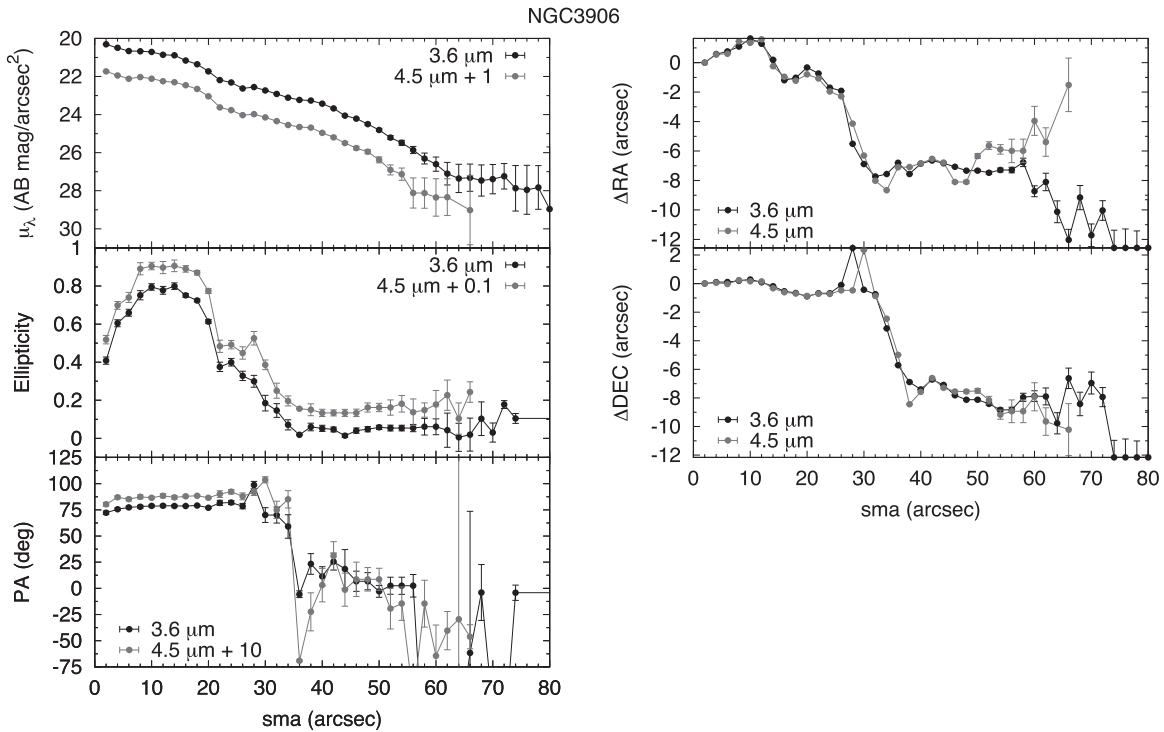 NGC3906
20
22
24
26
28
30
μλ (AB mag/arcsec²)
3.6 μm
4.5 μm + 1
1
0.8
0.6
0.4
0.2
0
Ellipticity
3.6 μm
4.5 μm + 0.1
125
100
75
50
25
0
-25
-50
-75
PA (deg)
3.6 μm
4.5 μm + 10
0 10 20 30 40 50 60 70 80
sma (arcsec)
0
-2
-4
-6
-8
-10
-12
ΔRA (arcsec)
3.6 μm
4.5 μm
2
0
-2
-4
-6
-8
-10
-12
ΔDEC (arcsec)
3.6 μm
4.5 μm
0 10 20 30 40 50 60 70 80
sma (arcsec)